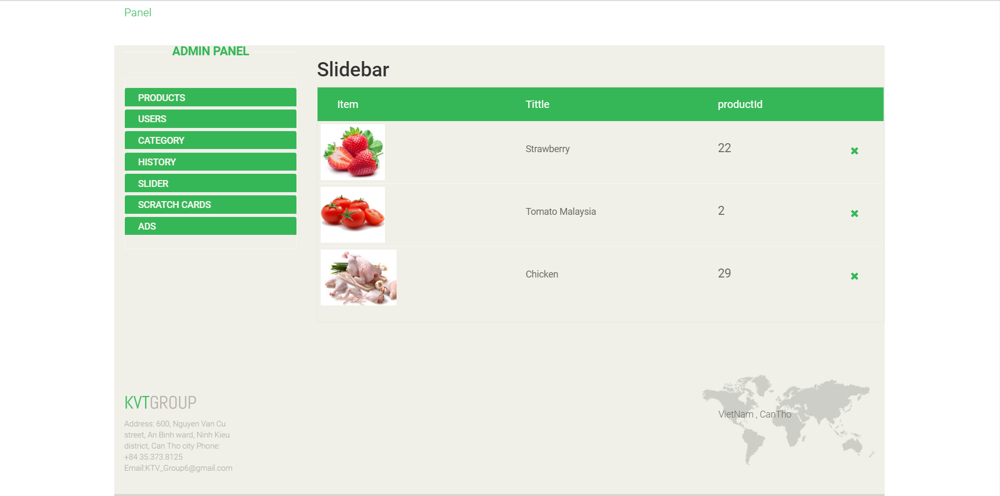 Panel
ADMIN PANEL
PRODUCTS
USERS
CATEGORY
HISTORY
SLIDER
SCRATCH CARDS
ADS
Slidebar
Item Tittle productId
Strawberry 22
Tomato Malaysia 2
Chicken 29
KVTGROUP
Address: 600, Nguyen Van Cu
street, An Binh ward, Ninh Kieu
district, Can Tho city Phone:
+84 35.373.8125
Email:KTV_Group6@gmail.com
VietNam , CanTho